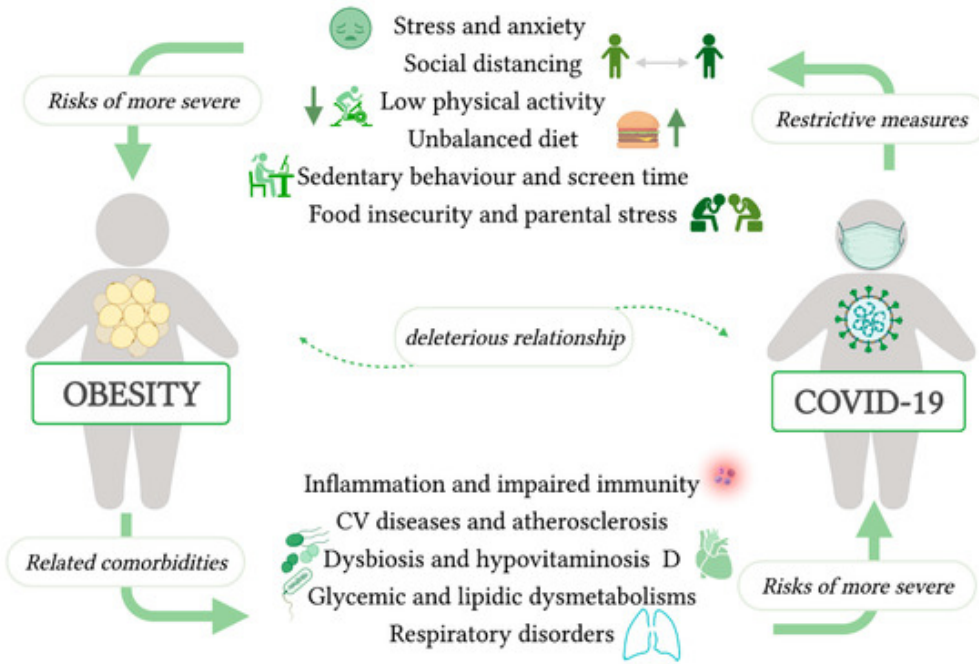 Stress and anxiety
Social distancing
Risks of more severe
Low physical activity
Restrictive measures
Unbalanced diet
Sedentary behaviour and screen time
Food insecurity and parental stress
deleterious relationship
OBESITY
COVID-19
Inflammation and impaired immunity
CV diseases and atherosclerosis
Related comorbidities
Dysbiosis and hypovitaminosis D
Risks of more severe
Glycemic and lipidic dysmetabolisms
Respiratory disorders